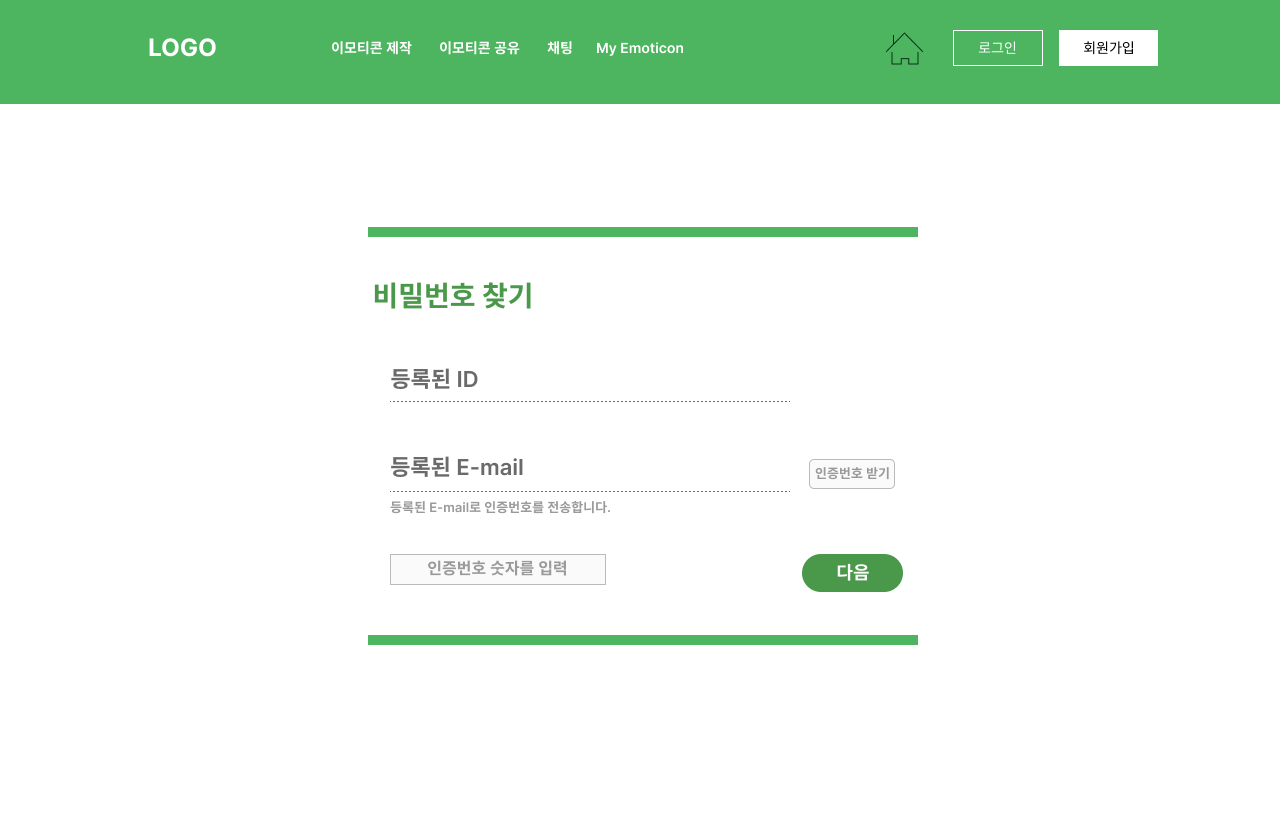 LOGO 이모티콘 제작 이모티콘 공유 채팅 My Emoticon 로그인 회원가입
비밀번호 찾기
등록된 ID
등록된 E-mail 인증번호 받기
등록된 E-mail로 인증번호를 전송합니다.
인증번호 숫자를 입력 다음